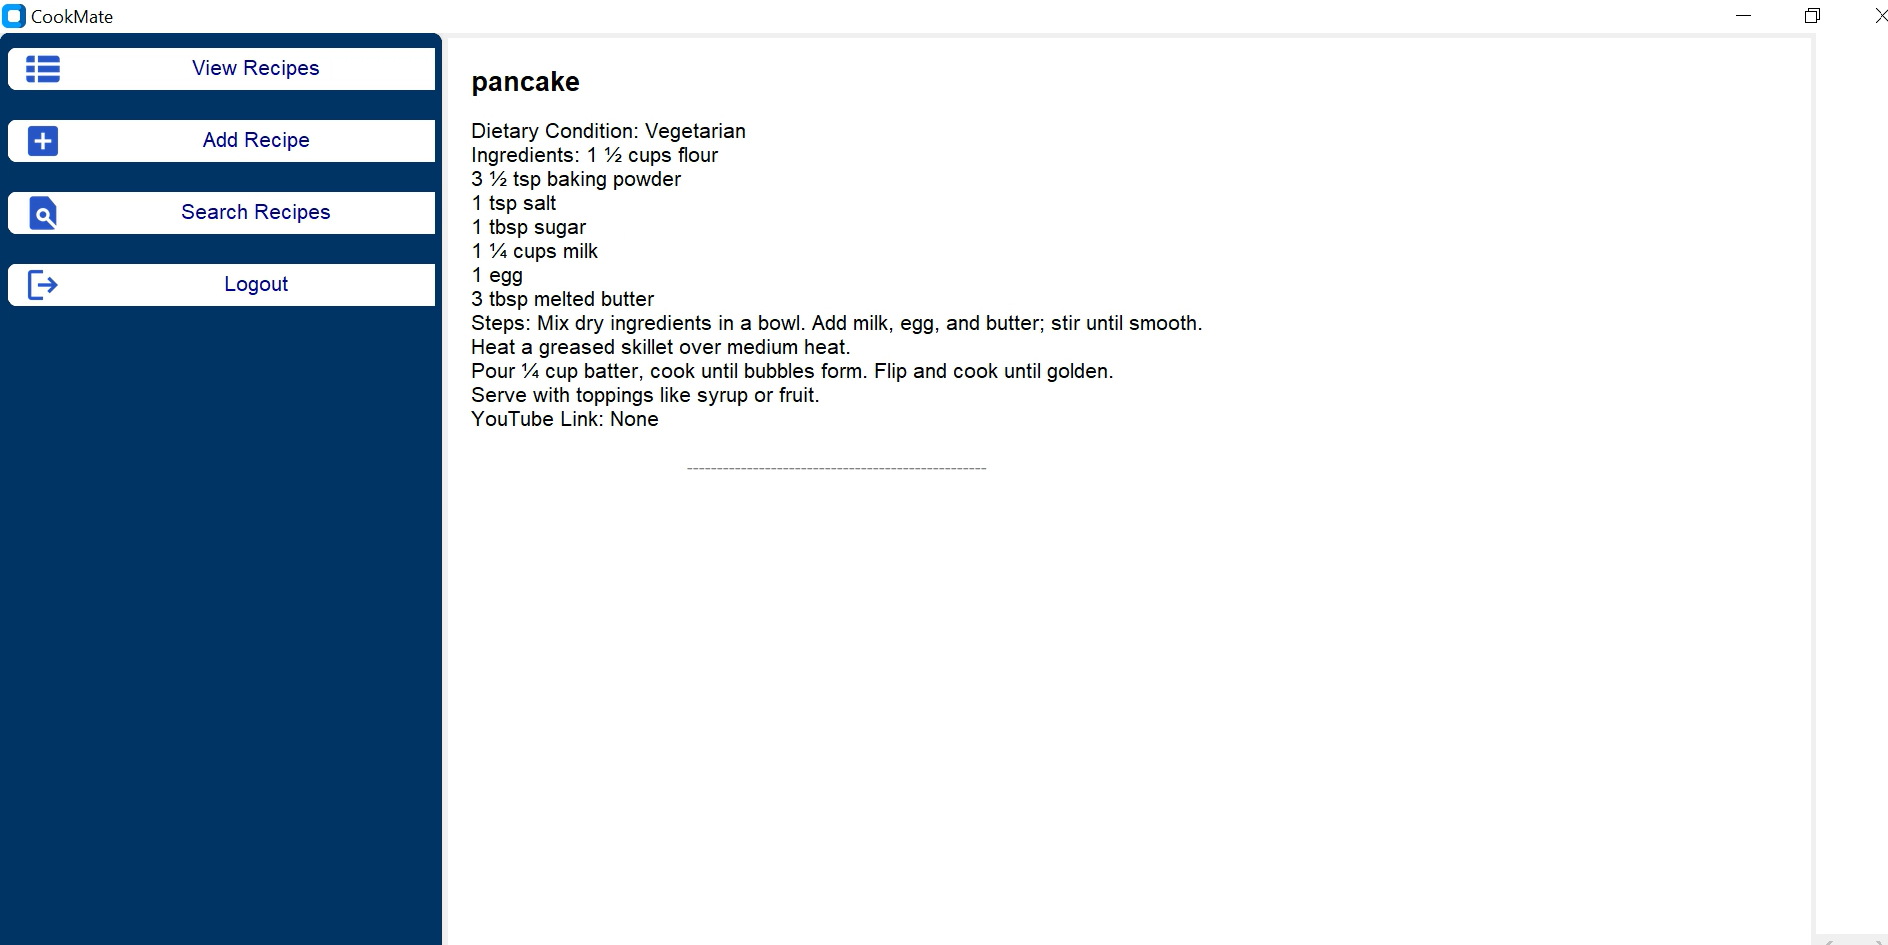 CookMate
View Recipes
Add Recipe
Search Recipes
Logout
pancake
Dietary Condition: Vegetarian
Ingredients: 1 ½ cups flour
3 ½ tsp baking powder
1 tsp salt
1 tbsp sugar
1 ¼ cups milk
1 egg
3 tbsp melted butter
Steps: Mix dry ingredients in a bowl. Add milk, egg, and butter; stir until smooth.
Heat a greased skillet over medium heat.
Pour ¼ cup batter, cook until bubbles form. Flip and cook until golden.
Serve with toppings like syrup or fruit.
YouTube Link: None
--------------------------------------------------